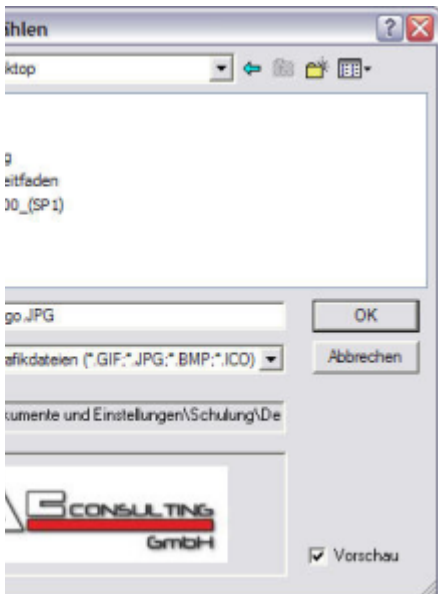 ählen
ktop
g
eitfaden
00_(SP1)
go.JPG
OK
afikdateien (*.GIF;*.JPG;*.BMP;*.ICO)
Abbrechen
kumente und Einstellungen\Schulung\De
AB CONSULTING
GmbH
Vorschau